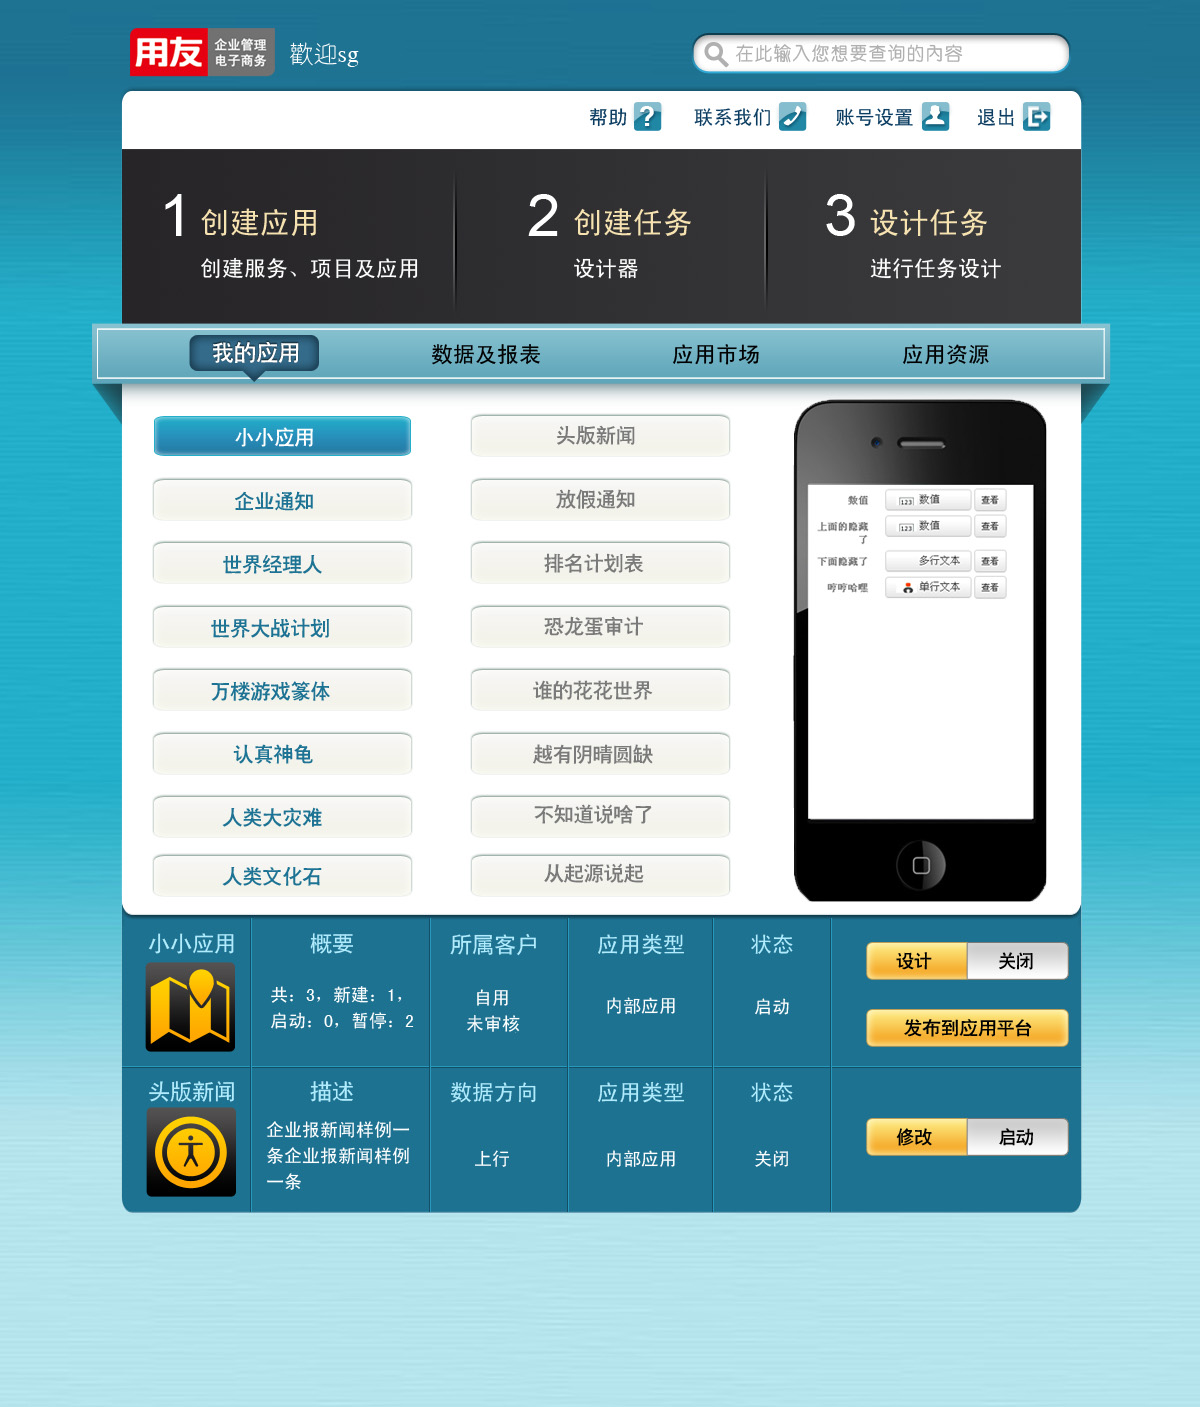 用友 企业管理
电子商务
歡迎sg
在此输入您想要查询的內容
帮助 联系我们 账号设置 退出
1 创建应用
创建服务、项目及应用
2 创建任务
设计器
3 设计任务
进行任务设计
我的应用 数据及报表 应用市场 应用资源
小小应用
企业通知
世界经理人
世界大战计划
万楼游戏篆体
认真神龟
人类大灾难
人类文化石
头版新闻
放假通知
排名计划表
恐龙蛋审计
谁的花花世界
越有阴晴圆缺
不知道说啥了
从起源说起
数值 123 数值 查看
上面的隐藏
了
123 数值 查看
下面隐藏了 多行文本 查看
哼哼哈嘿 单行文本 查看
小小应用 概要 所属客户 应用类型 状态
共：3，新建：1，
启动：0，暂停：2
自用
未审核
内部应用
启动
设计 关闭
发布到应用平台
头版新闻 描述 数据方向 应用类型 状态
企业报新闻样例一
条企业报新闻样例
一条
上行
内部应用
关闭
修改 启动